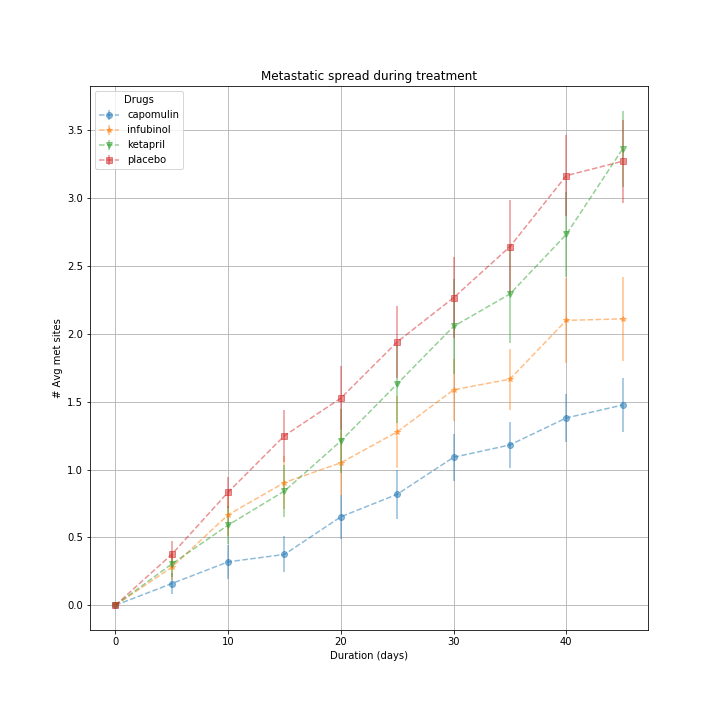 Metastatic spread during treatment
Drugs
capomulin
infubinol
ketapril
placebo
# Avg met sites
3.5
3.0
2.5
2.0
1.5
1.0
0.5
0.0
0 10 20 30 40
Duration (days)